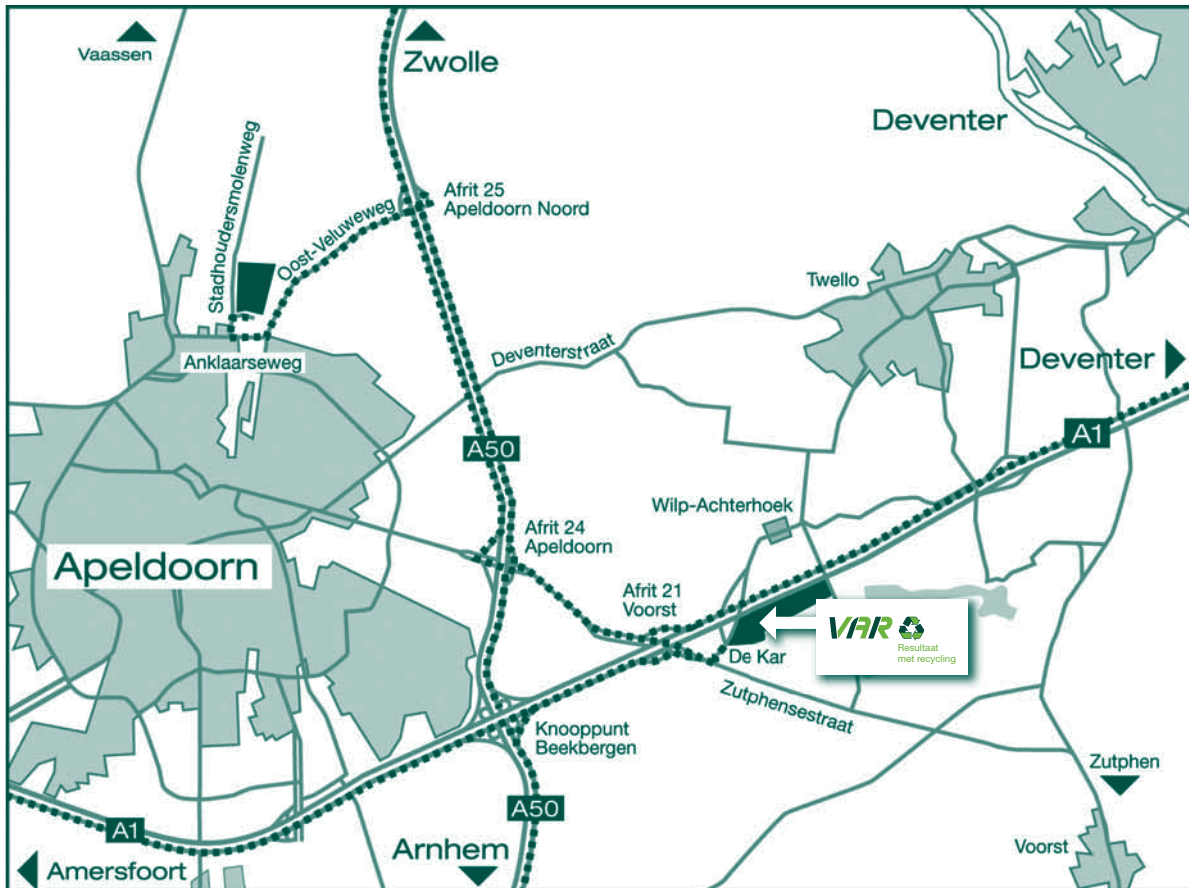 Vaassen
Zwolle
Deventer
Stadhoudersmolenweg
Oost-Veluweweg
Afrit 25
Apeldoorn Noord
Twello
Anklaarseweg
Deventerstraat
Deventer
A50
A1
Wilp-Achterhoek
Afrit 24
Apeldoorn
Apeldoorn
Afrit 21
Voorst
VAR
Resultaat
met recycling
De Kar
Zutphensestraat
Knooppunt
Beekbergen
Zutphen
A50
A1
Arnhem
Voorst
Amersfoort